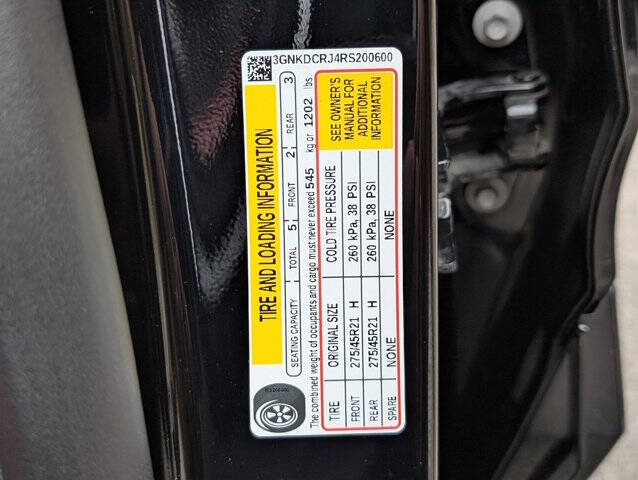 3GNKDCRJ4RS200600
TIRE AND LOADING INFORMATION
SEATING CAPACITY | TOTAL 5 | FRONT 2 | REAR 3
The combined weight of occupants and cargo must never exceed 545 kg or 1202 lbs
TIRE ORIGINAL SIZE COLD TIRE PRESSURE
FRONT 275/45R21 H 260 kPa, 38 PSI
REAR 275/45R21 H 260 kPa, 38 PSI
SPARE NONE NONE
SEE OWNER'S
MANUAL FOR
ADDITIONAL
INFORMATION